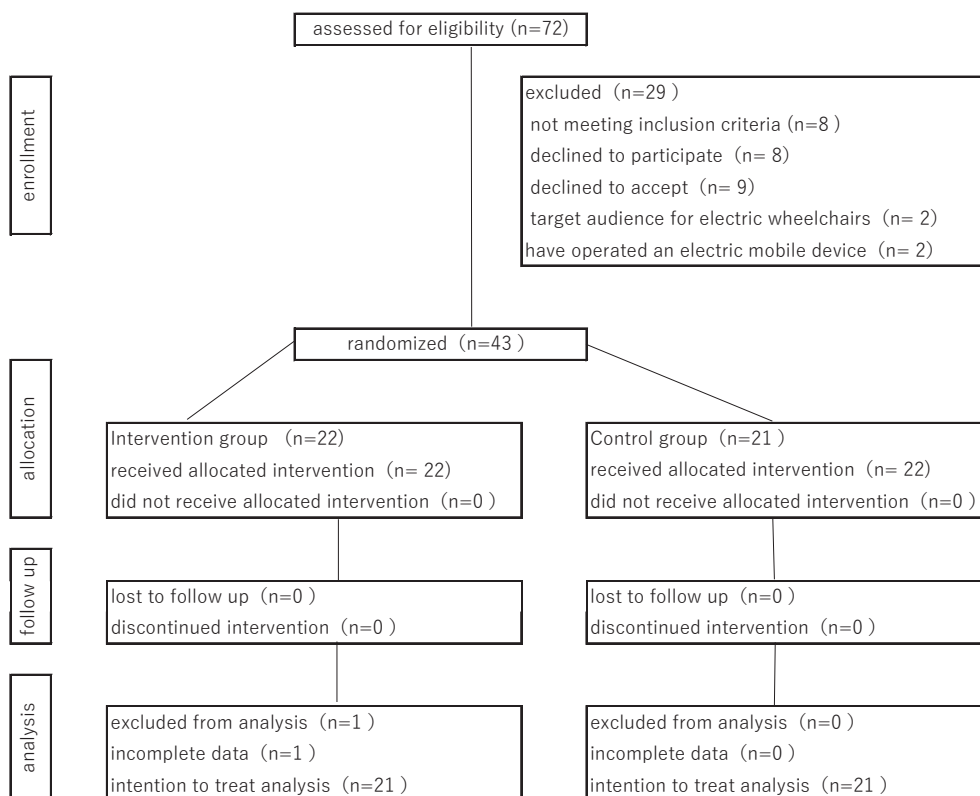 assessed for eligibility (n=72)
enrollment
excluded (n=29 )
not meeting inclusion criteria (n=8 )
declined to participate (n= 8)
declined to accept (n= 9)
target audience for electric wheelchairs (n= 2)
have operated an electric mobile device (n= 2)
randomized (n=43 )
allocation
Intervention group (n=22)
received allocated intervention (n= 22)
did not receive allocated intervention (n=0 )
Control group (n=21 )
received allocated intervention (n= 22)
did not receive allocated intervention (n=0 )
follow up
lost to follow up (n=0 )
discontinued intervention (n=0 )
lost to follow up (n=0 )
discontinued intervention (n=0 )
analysis
excluded from analysis (n=1 )
incomplete data (n=1 )
intention to treat analysis (n=21 )
excluded from analysis (n=0 )
incomplete data (n=0 )
intention to treat analysis (n=21 )